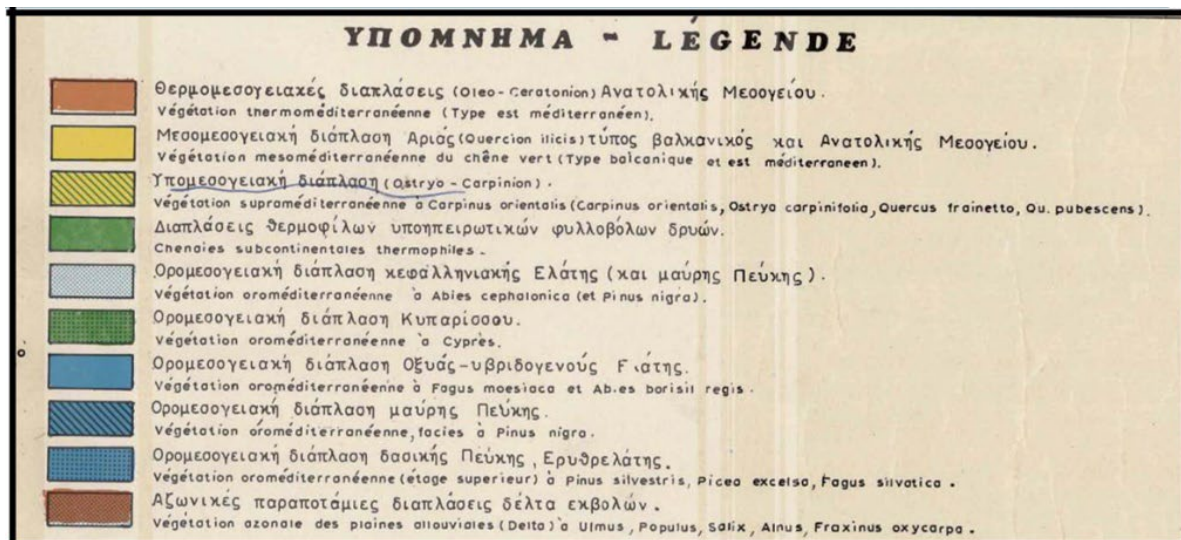 ΥΠΟΜΝΗΜΑ - LÉGENDE
Θερμομεσογειακές διαπλάσεις (Oleo-Ceratonion) Ανατολικής Μεσογείου.
Végétation thermoméditerranéenne (Type est méditerranéen).
Μεσομεσογειακή διάπλαση Αριάς (Quercion ilicis) τύπος βαλκανικός και Ανατολικής Μεσογείου.
Végétation mesoméditerranéenne du chêne vert (Type balcanique et est méditerraneen).
Υπομεσογειακή διάπλαση (Ostryo-Carpinion).
Végétation supraméditerranéenne à Carpinus orientalis (Carpinus orientalis, Ostrya carpinifolia, Quercus frainetto, Qu. pubescens).
Διαπλάσεις θερμοφίλων υποηπειρωτικών φυλλοβόλων δρυών.
Chenaies subcontinentales thermophiles.
Ορομεσογειακή διάπλαση κεφαλληνιακής Ελάτης (και μαύρης Πεύκης).
Végétation oroméditerranéenne à Abies cephalonica (et Pinus nigra).
Ορομεσογειακή διάπλαση Κυπαρίσσου.
Végétation oroméditerranéenne à Cyprès.
Ορομεσογειακή διάπλαση Οξυάς-υβριδογενούς
Végétation oroméditerranéenne à Fagus moesiaca et Ab.es borisii regis.
Ορομεσογειακή διάπλαση μαύρης Πεύκης.
Végétation oroméditerranéenne, facies à Pinus nigra.
Ορομεσογειακή διάπλαση δασικής Πεύκης, Ερυθρελάτης.
Végétation oroméditerranéenne (étage superieur) à Pinus silvestris, Picea excelsa, Fagus silvatica.
Αζωνικές παραποτάμιες διαπλάσεις δέλτα εκβολών.
Végétation azonale des plaines allouviales (Delta) à Ulmus, Populus, Salix, Alnus, Fraxinus oxycarpa.